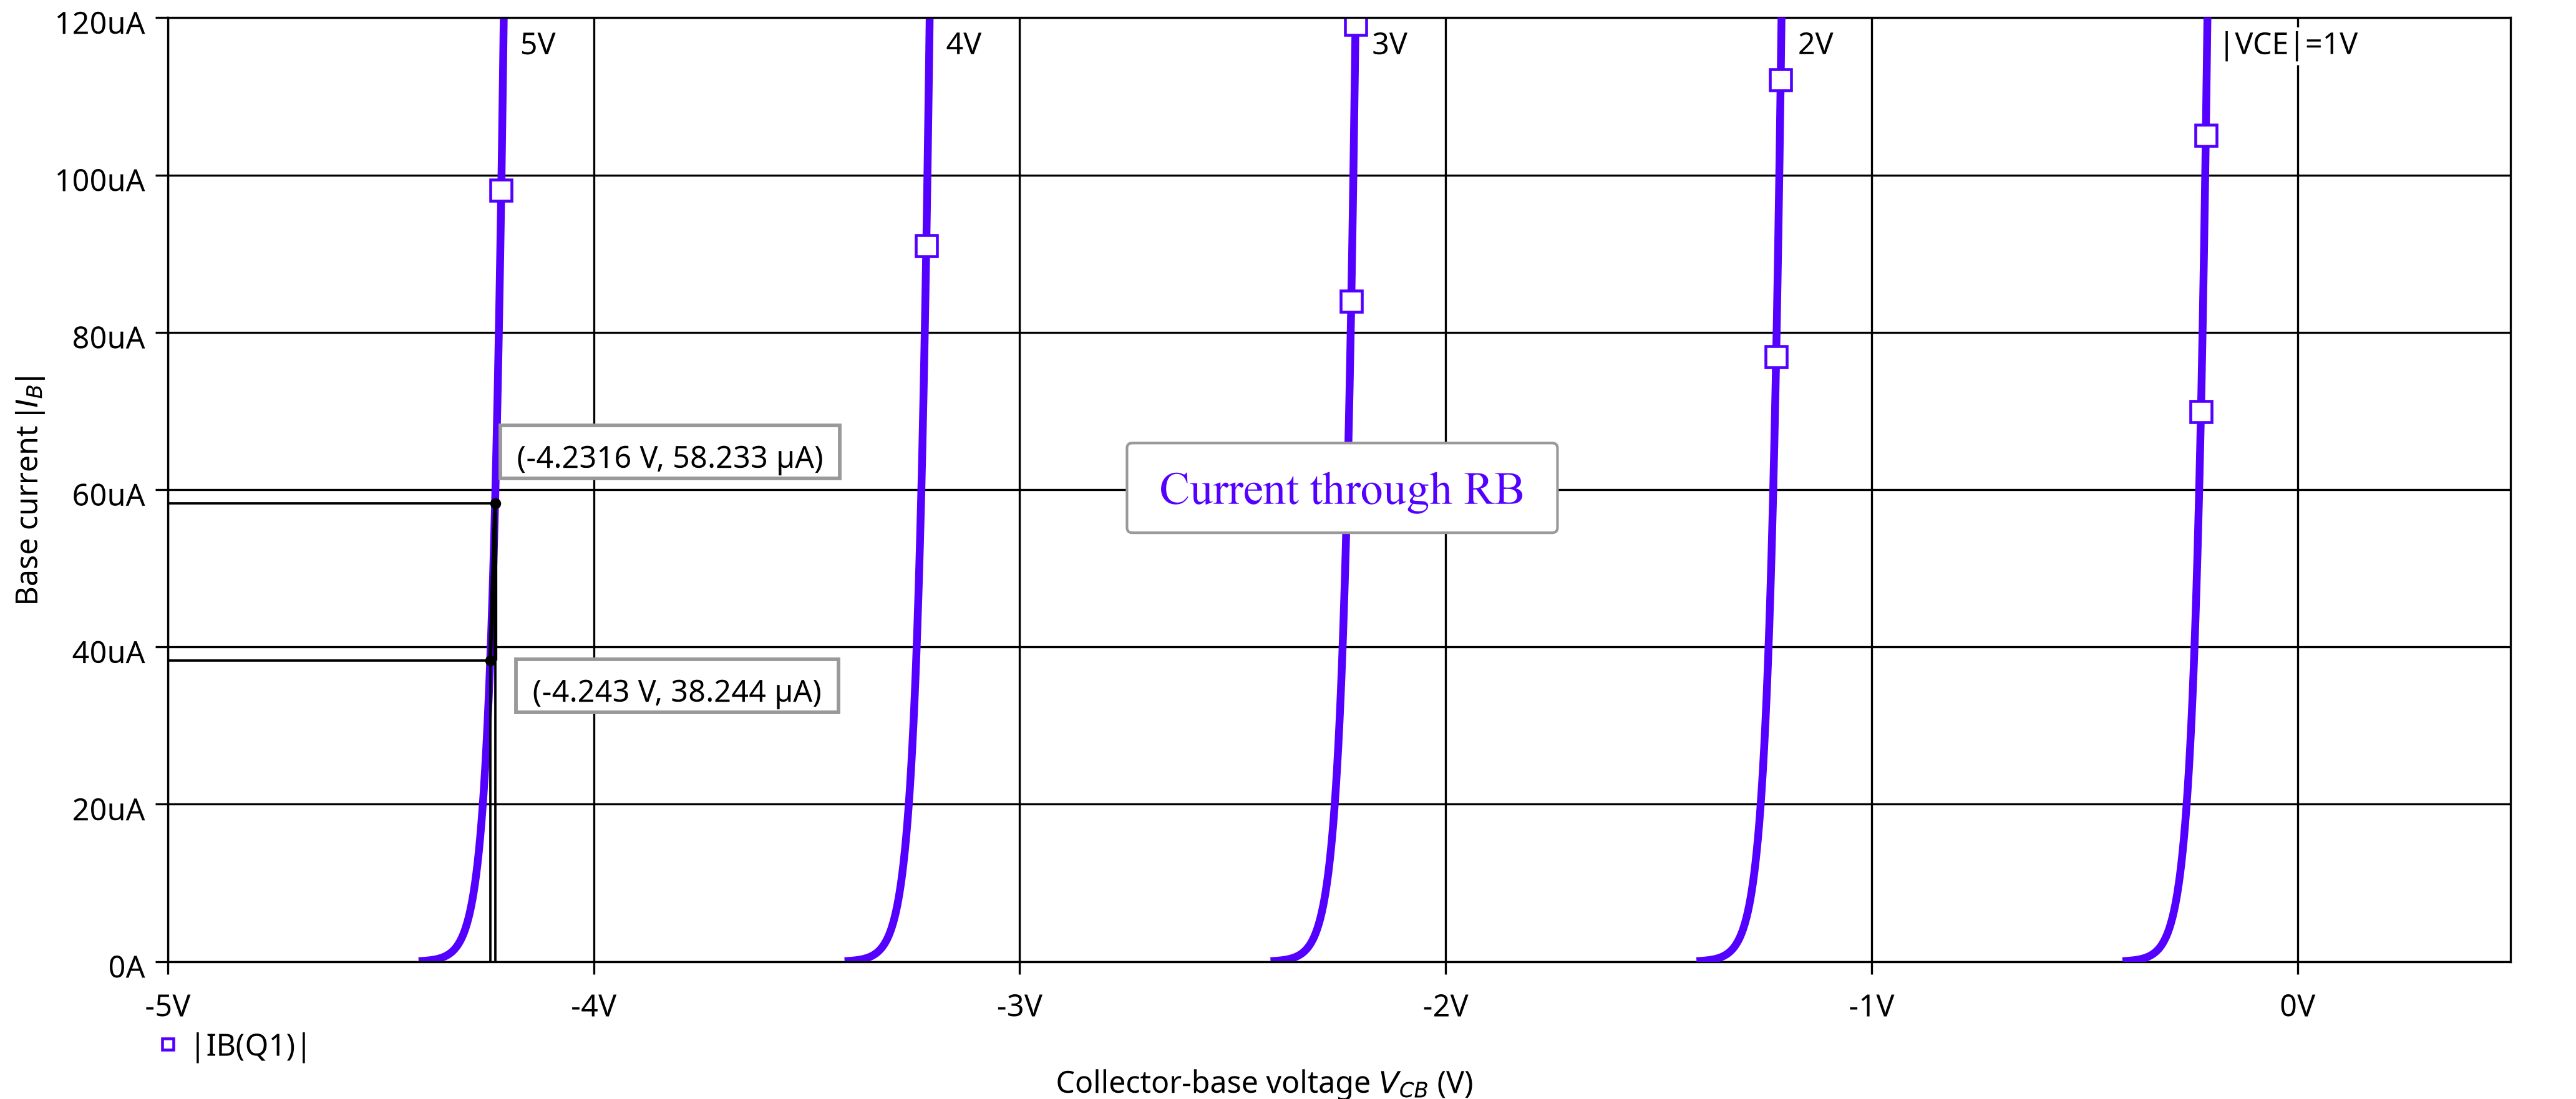 120uA
5V
4V
3V
2V
|VCE|=1V
100uA
80uA
Base current |I_B|
(-4.2316 V, 58.233 µA)
60uA
Current through RB
40uA
(-4.243 V, 38.244 µA)
20uA
0A
-5V
-4V
-3V
-2V
-1V
0V
|IB(Q1)|
Collector-base voltage V_CB (V)